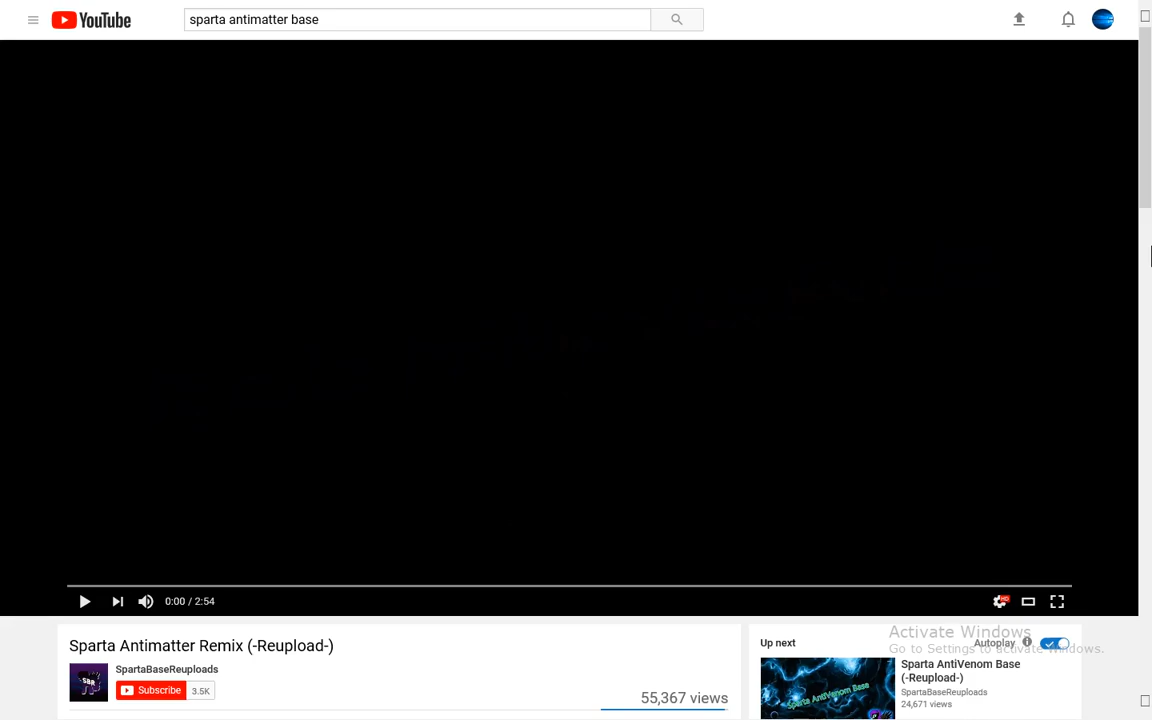 YouTube
sparta antimatter base
0:00 / 2:54
HD
Sparta Antimatter Remix (-Reupload-)
SBR
SpartaBaseReuploads
Subscribe 3.5K
55,367 views
Up next
Autoplay
Activate Windows
Go to Settings to activate Windows.
Sparta AntiVenom Base
Sparta AntiVenom Base
(-Reupload-)
SpartaBaseReuploads
24,671 views